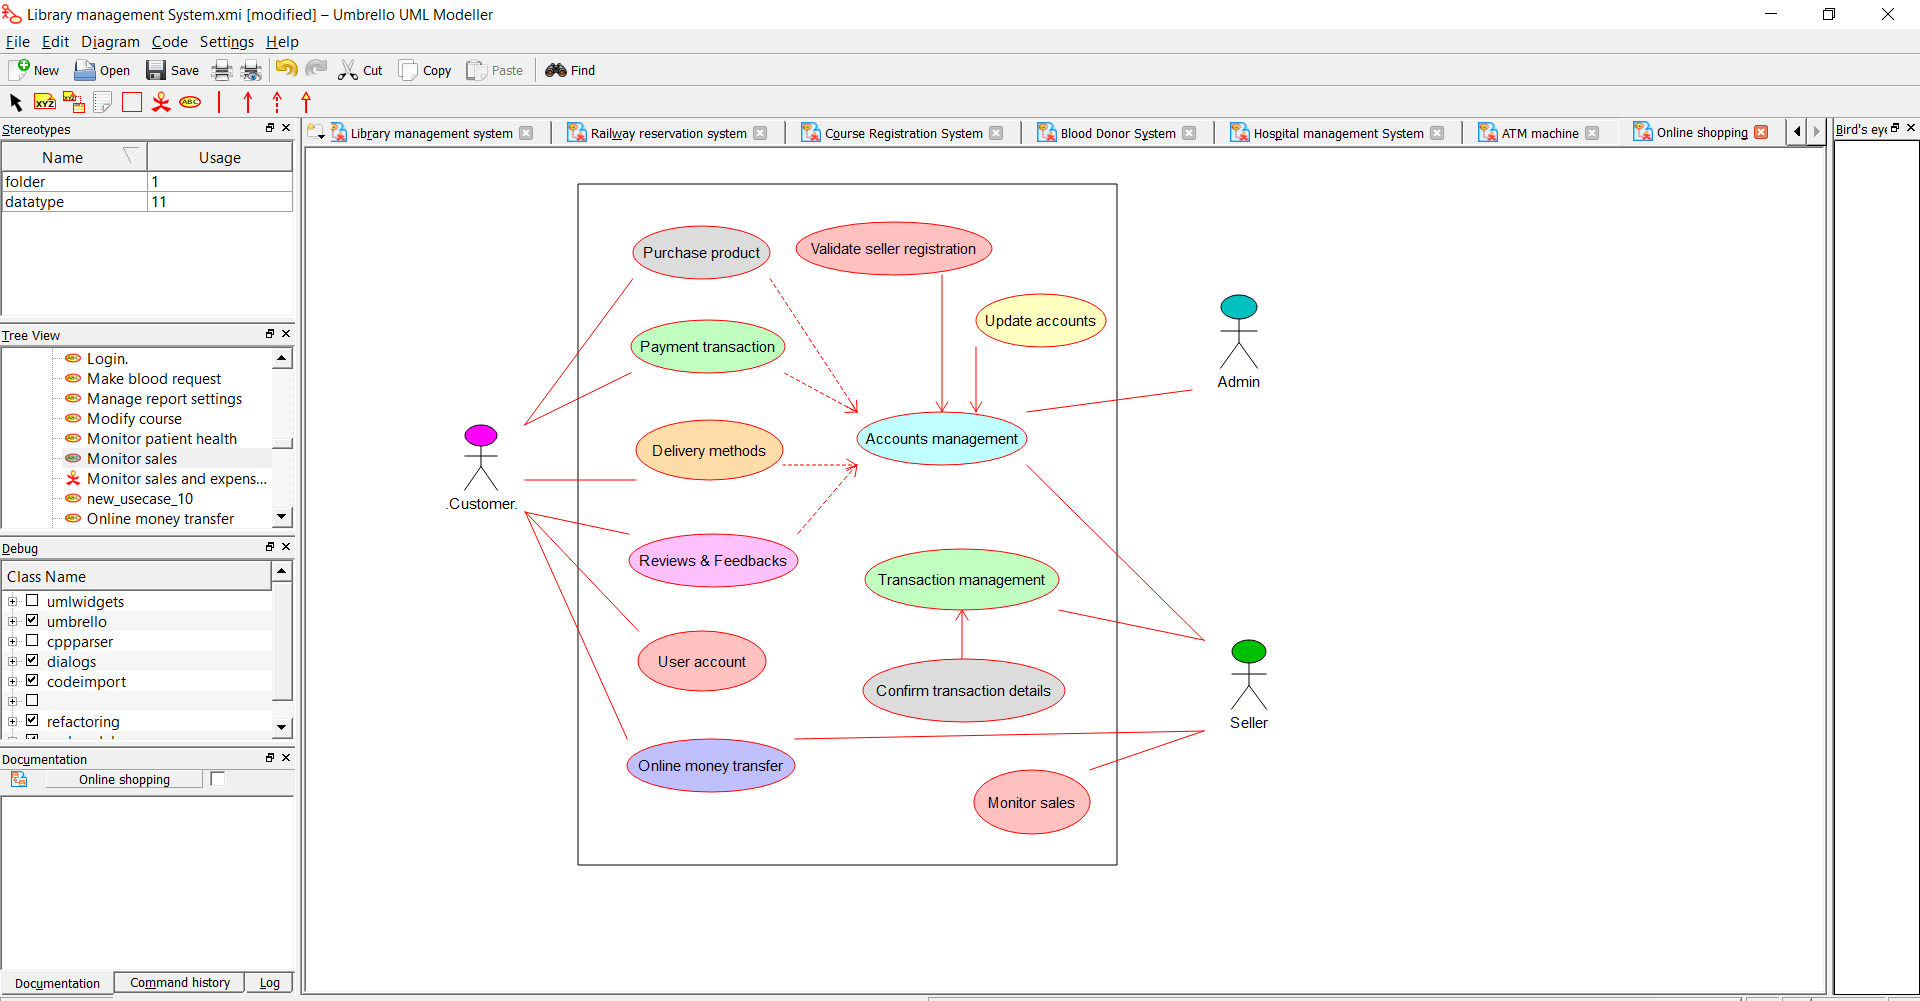 Library management System.xmi [modified] – Umbrello UML Modeller
File Edit Diagram Code Settings Help
New Open Save Cut Copy Paste Find
XYZ XYZ ABC
Stereotypes
Name Usage
folder 1
datatype 11
Tree View
Login.
Make blood request
Manage report settings
Modify course
Monitor patient health
Monitor sales
Monitor sales and expens...
new_usecase_10
Online money transfer
Debug
Class Name
umlwidgets
umbrello
cppparser
dialogs
codeimport
refactoring
Documentation
Online shopping
Documentation Command history Log
Library management system Railway reservation system Course Registration System Blood Donor System Hospital management System ATM machine Online shopping
Bird's eye
Purchase product
Validate seller registration
Update accounts
Payment transaction
Admin
Accounts management
Delivery methods
.Customer.
Reviews & Feedbacks
Transaction management
User account
Confirm transaction details
Seller
Online money transfer
Monitor sales